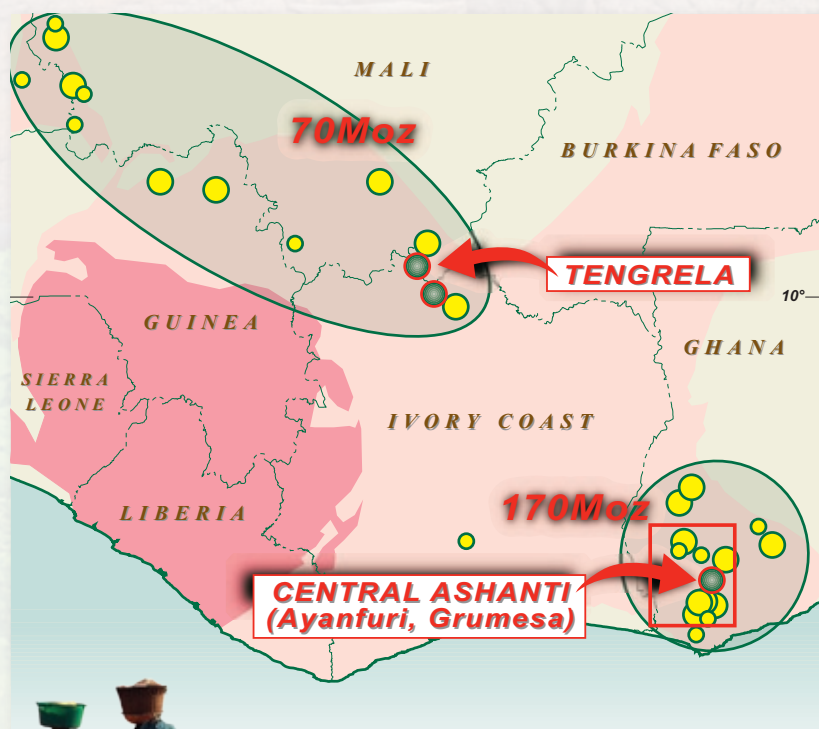 MALI
70Moz
BURKINA FASO
TENGRELA
10°
GUINEA
GHANA
SIERRA
LEONE
IVORY COAST
170Moz
LIBERIA
CENTRAL ASHANTI
(Ayanfuri, Grumesa)